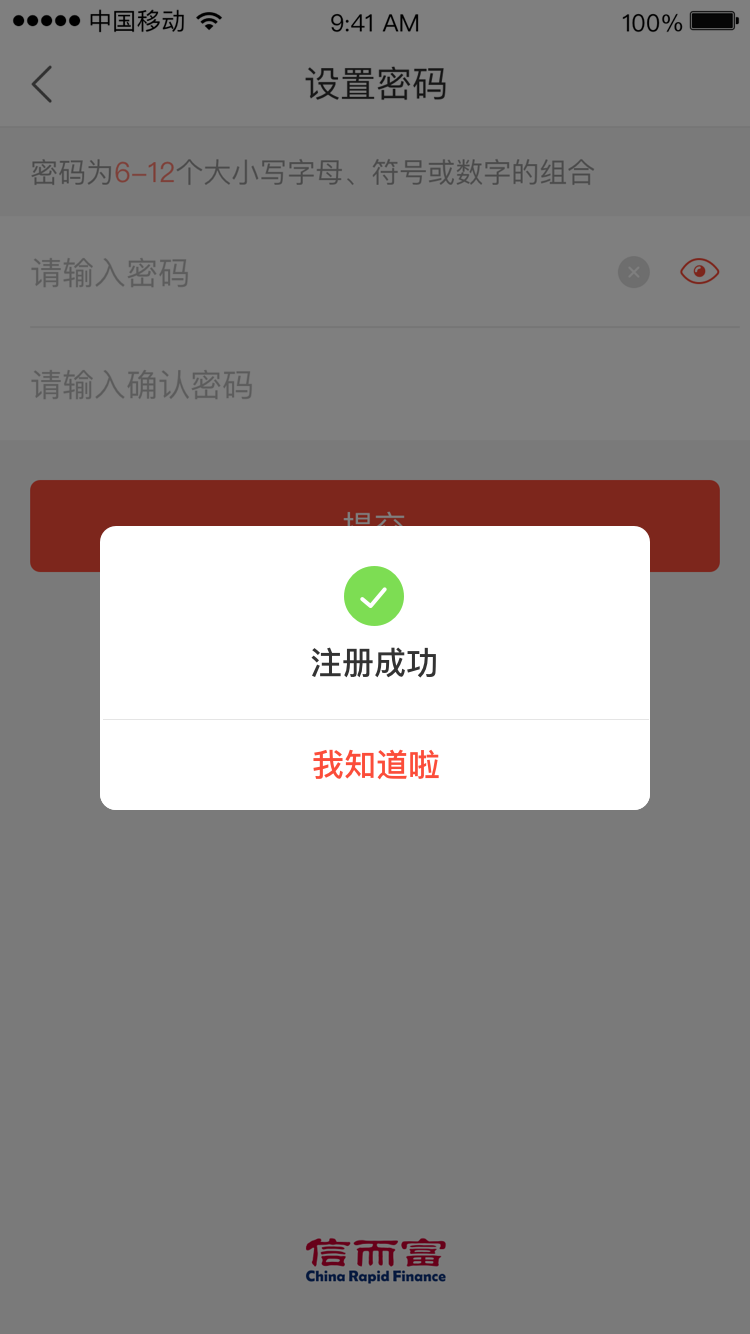 中国移动 9:41 AM 100%
设置密码
密码为6-12个大小写字母、符号或数字的组合
请输入密码
请输入确认密码
提交
注册成功
我知道啦
信而富
China Rapid Finance